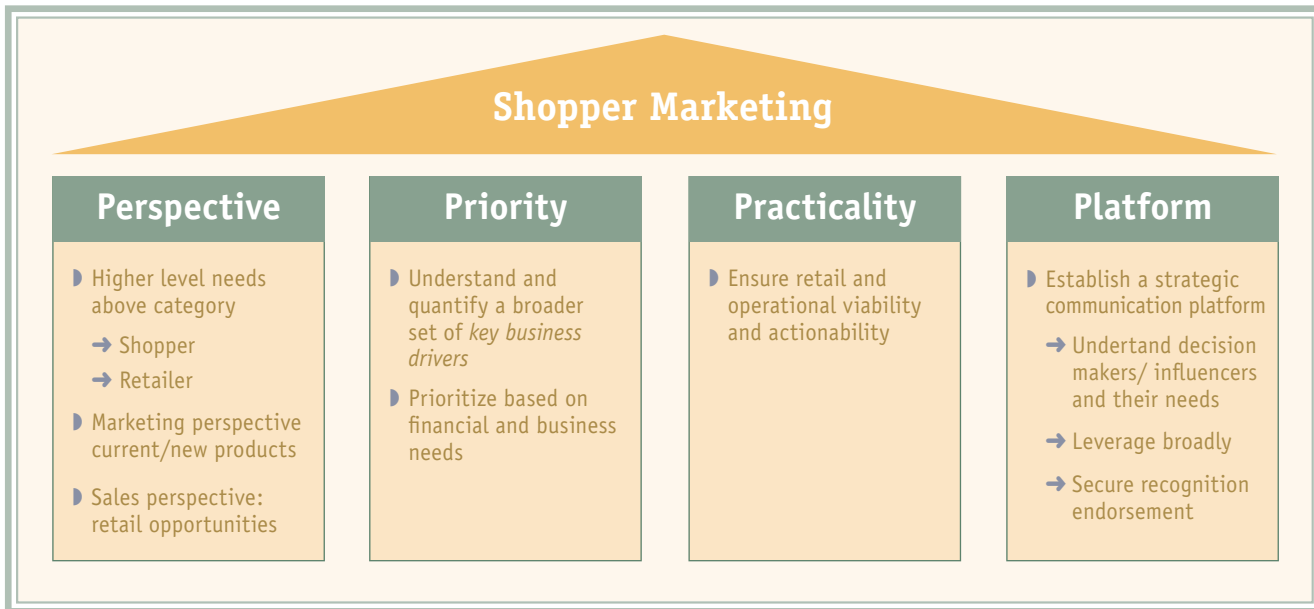 Shopper Marketing
Perspective
Higher level needs
above category
Shopper
Retailer
Marketing perspective
current/new products
Sales perspective:
retail opportunities
Priority
Understand and
quantify a broader
set of key business
drivers
Prioritize based on
financial and business
needs
Practicality
Ensure retail and
operational viability
and actionability
Platform
Establish a strategic
communication platform
Undertand decision
makers/ influencers
and their needs
Leverage broadly
Secure recognition
endorsement